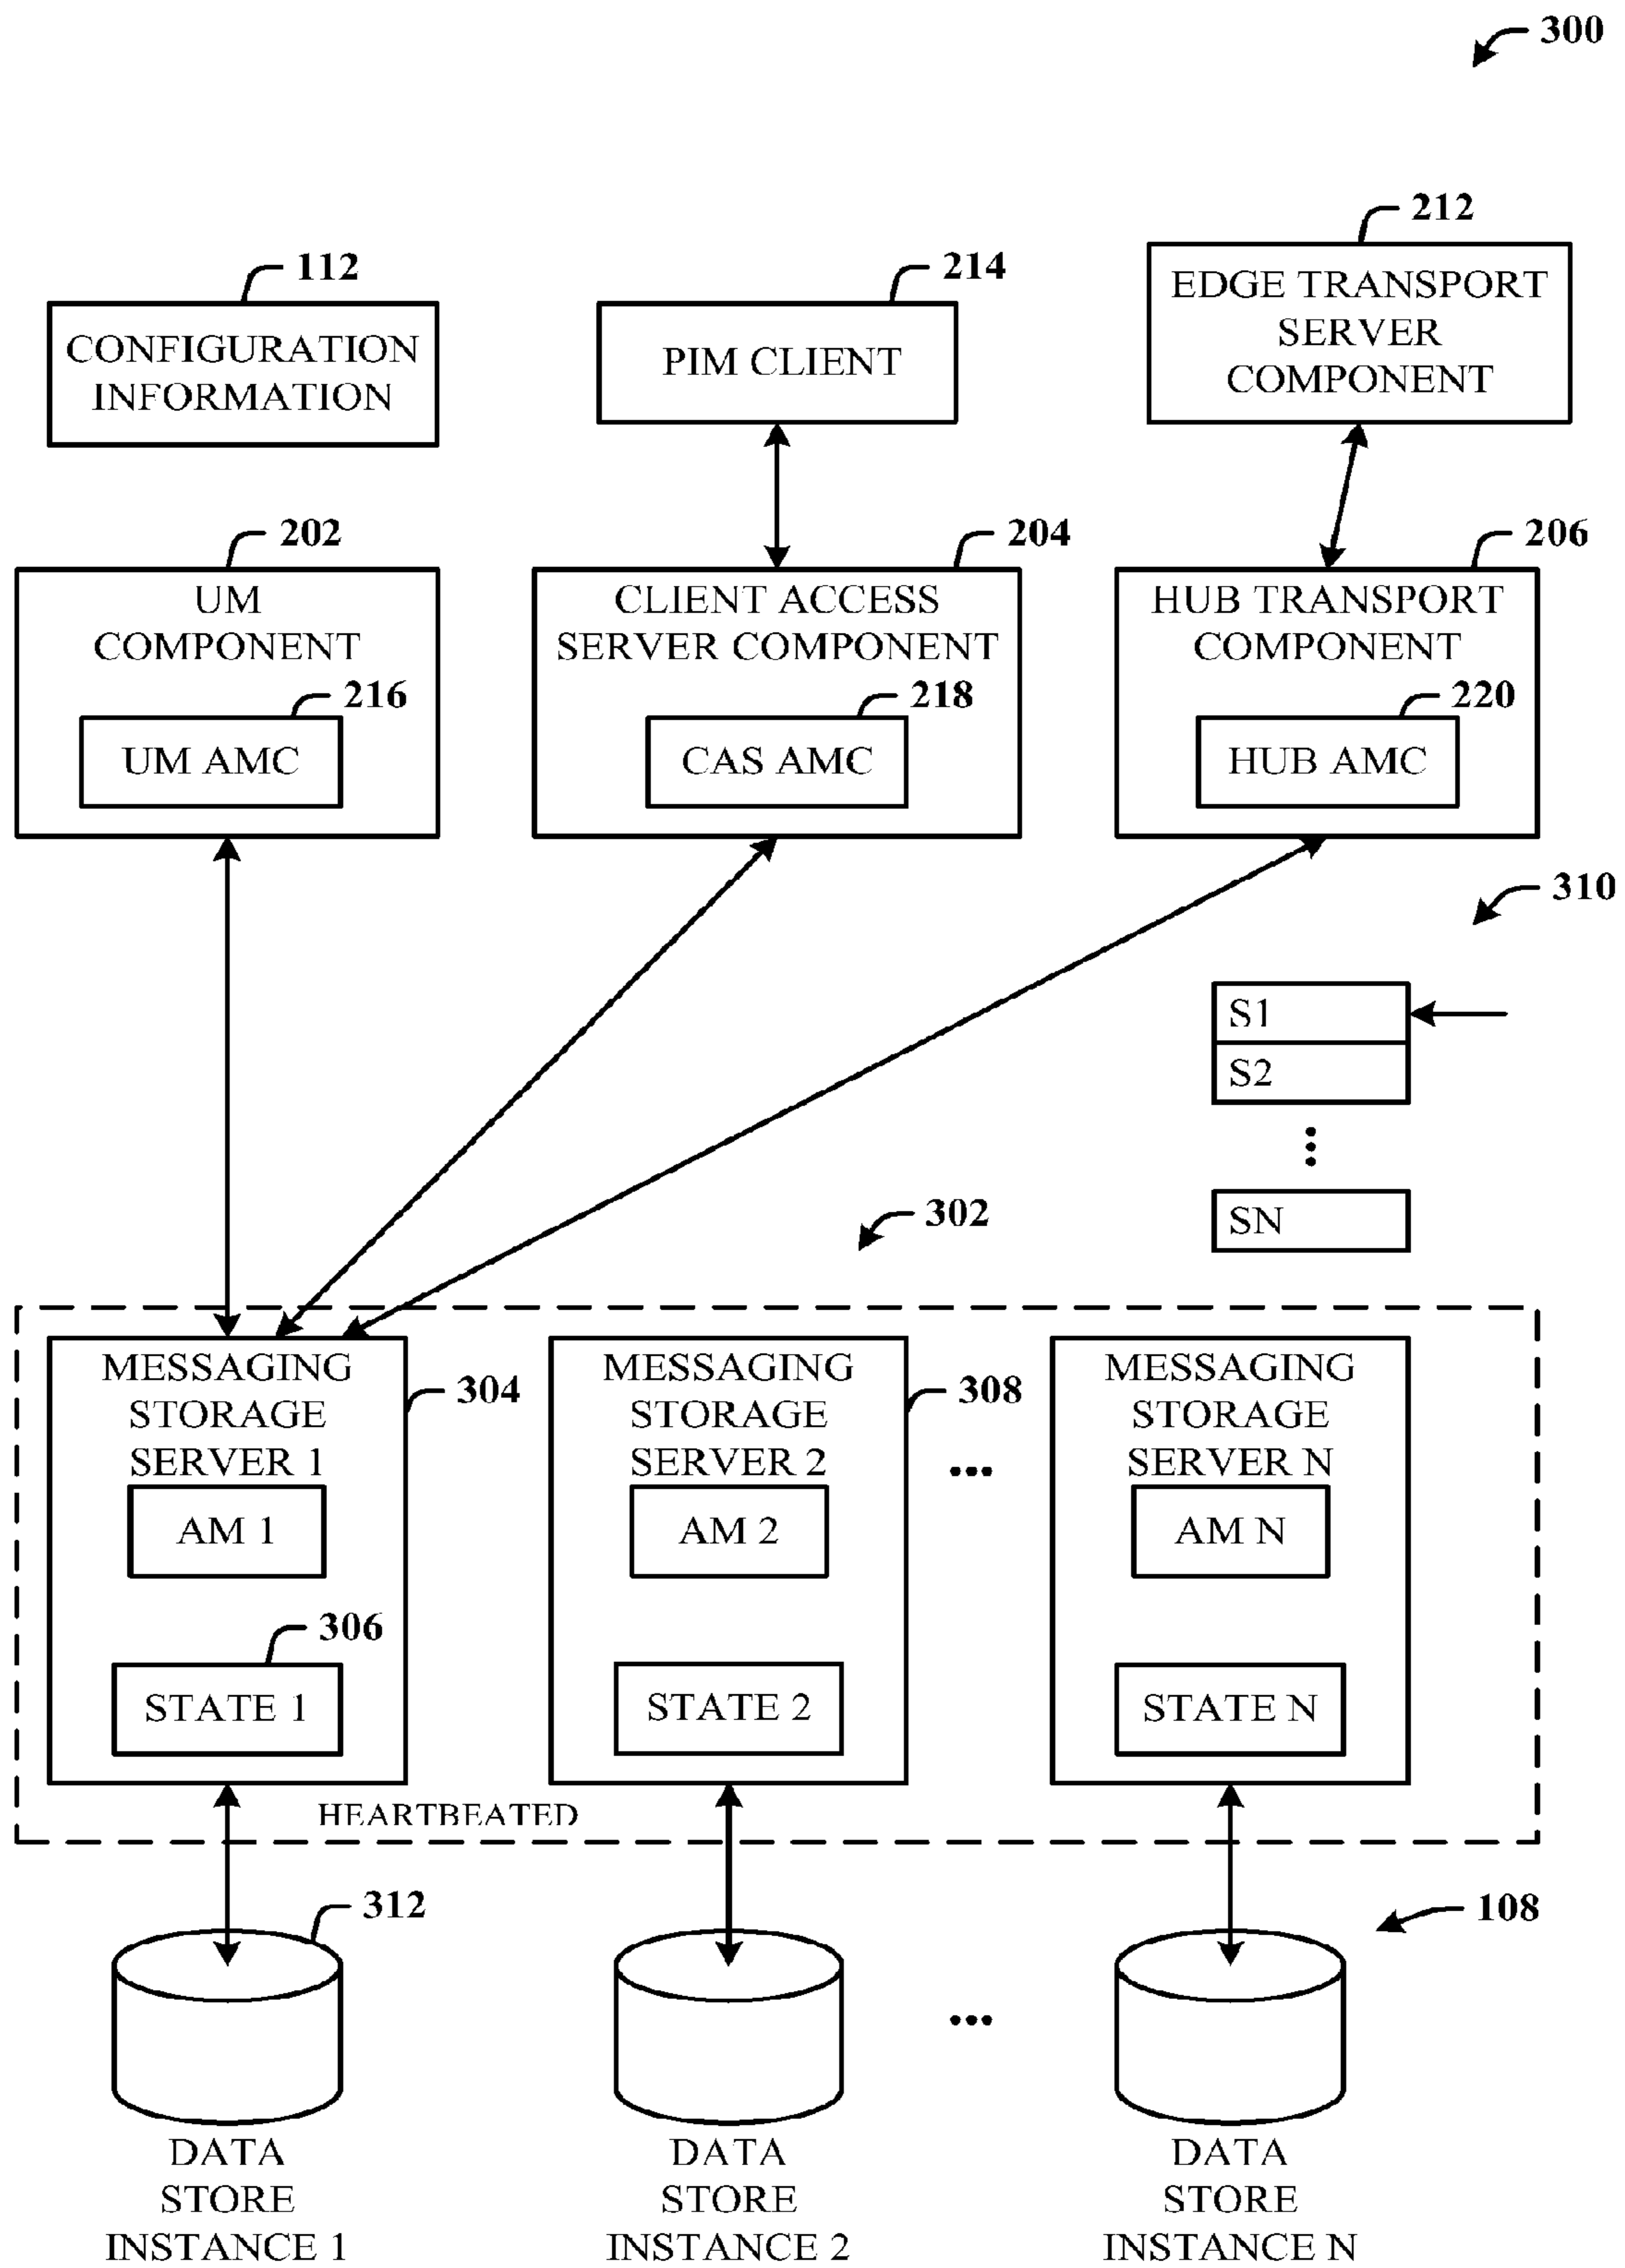 300
212
112
214
EDGE TRANSPORT
SERVER
COMPONENT
CONFIGURATION
INFORMATION
PIM CLIENT
202
204
206
UM
COMPONENT
CLIENT ACCESS
SERVER COMPONENT
HUB TRANSPORT
COMPONENT
216
218
220
UM AMC
CAS AMC
HUB AMC
310
S1
S2
SN
302
MESSAGING
STORAGE
SERVER 1
304
MESSAGING
STORAGE
SERVER 2
308
...
MESSAGING
STORAGE
SERVER N
AM 1
AM 2
AM N
306
STATE 1
STATE 2
STATE N
HEARTBEATED
312
108
...
DATA
STORE
INSTANCE 1
DATA
STORE
INSTANCE 2
DATA
STORE
INSTANCE N